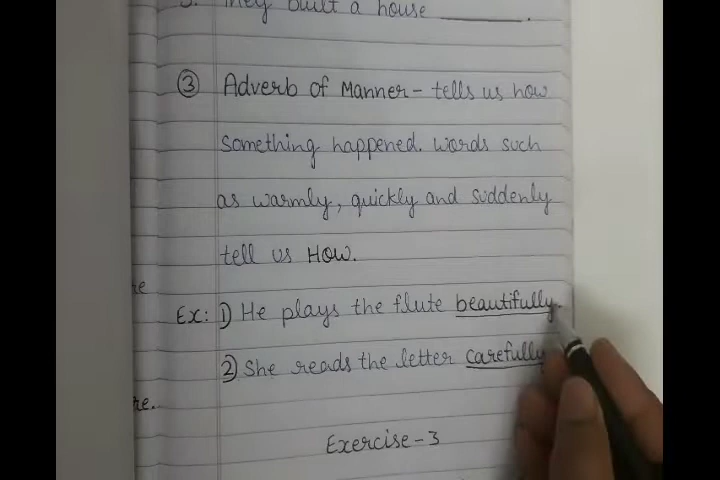 They built a house ________.
③ Adverb of Manner - tells us how
something happened. Words such
as warmly, quickly and suddenly
tell us HOW.
Ex: 1) He plays the flute beautifully.
2) She reads the letter carefully
Exercise - 3